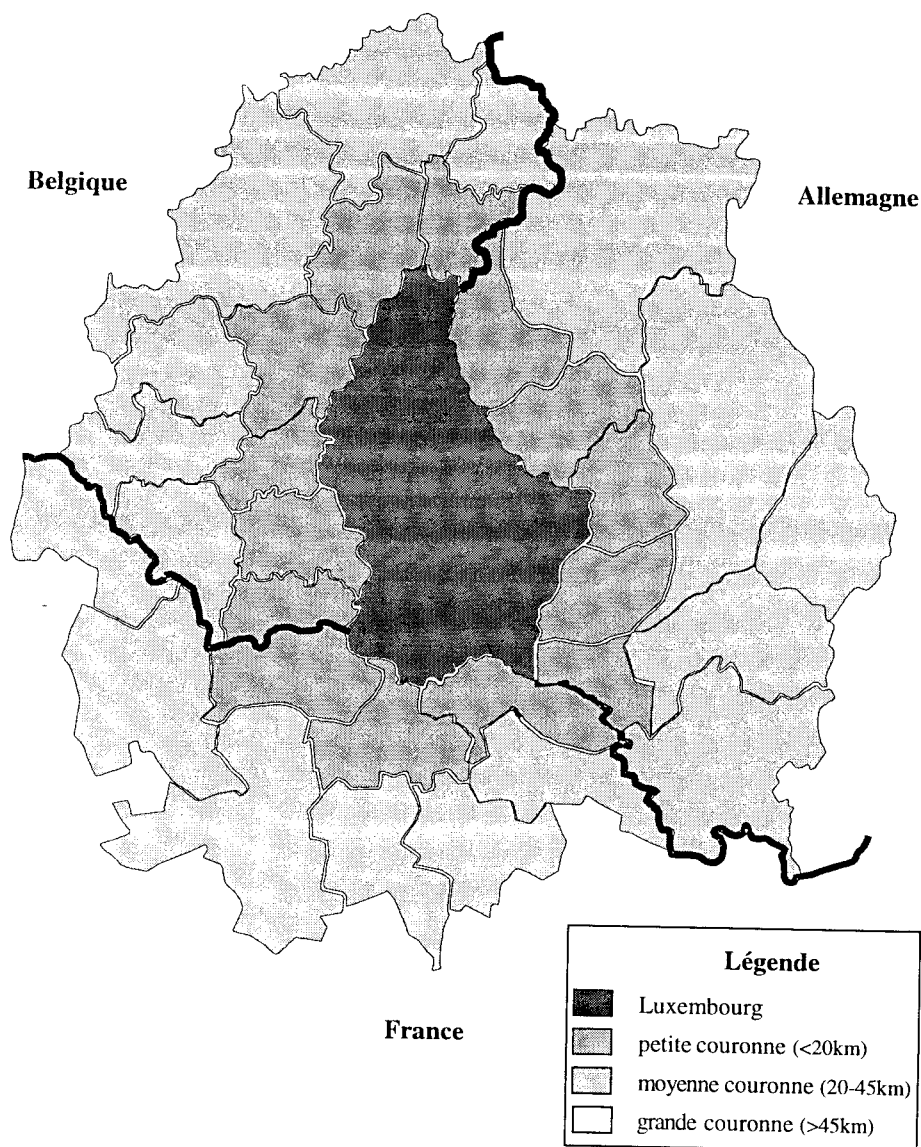 Belgique
Allemagne
France
Légende
Luxembourg
petite couronne (<20km)
moyenne couronne (20-45km)
grande couronne (>45km)